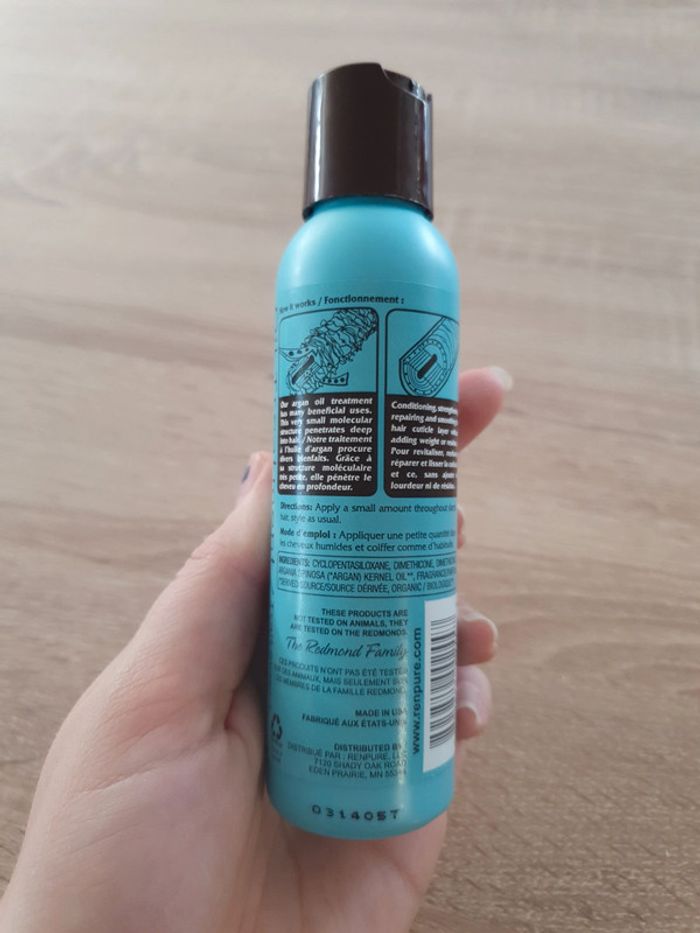 How it works / Fonctionnement :
Our argan oil treatment
has many beneficial uses.
This very small molecular
structure penetrates deep
into hair. / Notre traitement
à l'huile d'argan procure
divers bienfaits. Grâce à
sa structure moléculaire
très petite, elle pénètre le
cheveu en profondeur.
Conditioning,
repairing and
hair cuticle layer
adding weight or
Pour revitaliser,
réparer et lisser la
et ce, sans
lourdeur ni de
Directions: Apply a small amount throughout
hair, style as usual.
Mode d'emploi : Appliquer une petite quantité
les cheveux humides et coiffer comme d'habitude.
INGREDIENTS: CYCLOPENTASILOXANE, DIMETHICONE,
ARGANIA SPINOSA (*ARGAN) KERNEL OIL**,
*DERIVED SOURCE/SOURCE DÉRIVÉE, ORGANIC / BIOLOGIQUE**
THESE PRODUCTS ARE
NOT TESTED ON ANIMALS, THEY
ARE TESTED ON THE REDMONDS.
The Redmond Family
CES PRODUITS N'ONT PAS ÉTÉ TESTÉS
SUR DES ANIMAUX, MAIS SEULEMENT SUR
LES MEMBRES DE LA FAMILLE REDMOND.
MADE IN USA
FABRIQUÉ AUX ÉTATS-UNIS
DISTRIBUTED BY /
DISTRIBUÉ PAR : RENPURE, LLC
7120 SHADY OAK ROAD
EDEN PRAIRIE, MN 55344
www.renpure.com
031405T